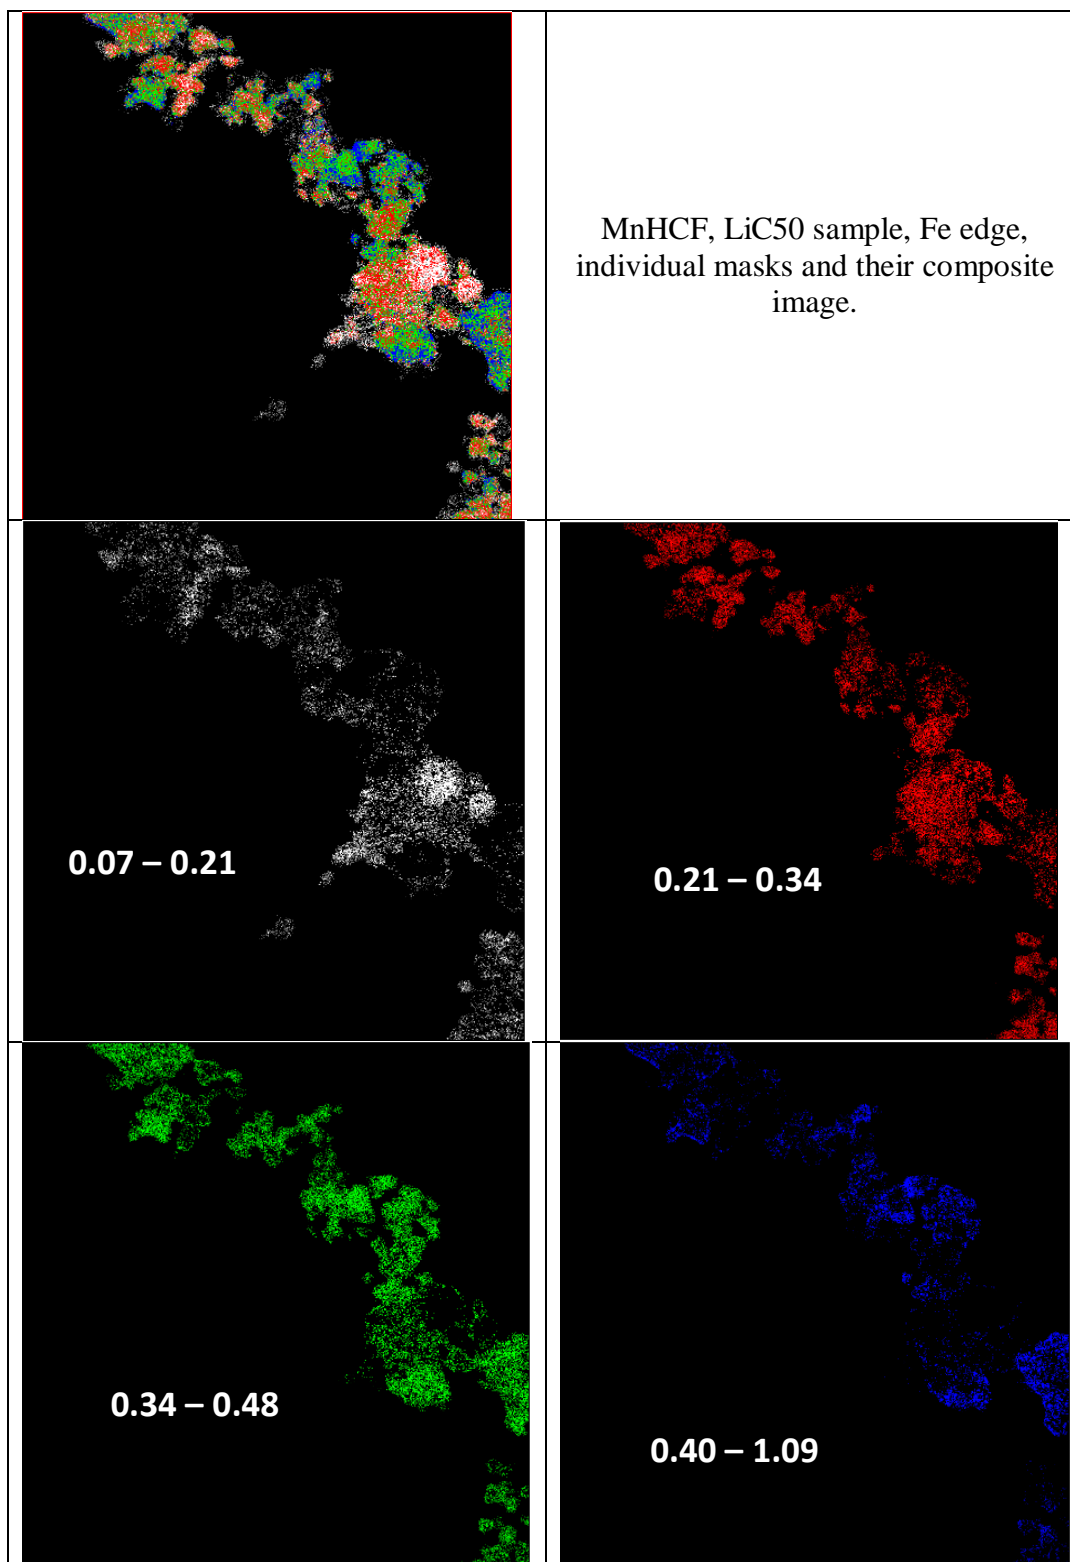 MnHCF, LiC50 sample, Fe edge,
individual masks and their composite
image.
0.07 – 0.21
0.21 – 0.34
0.34 – 0.48
0.40 – 1.09